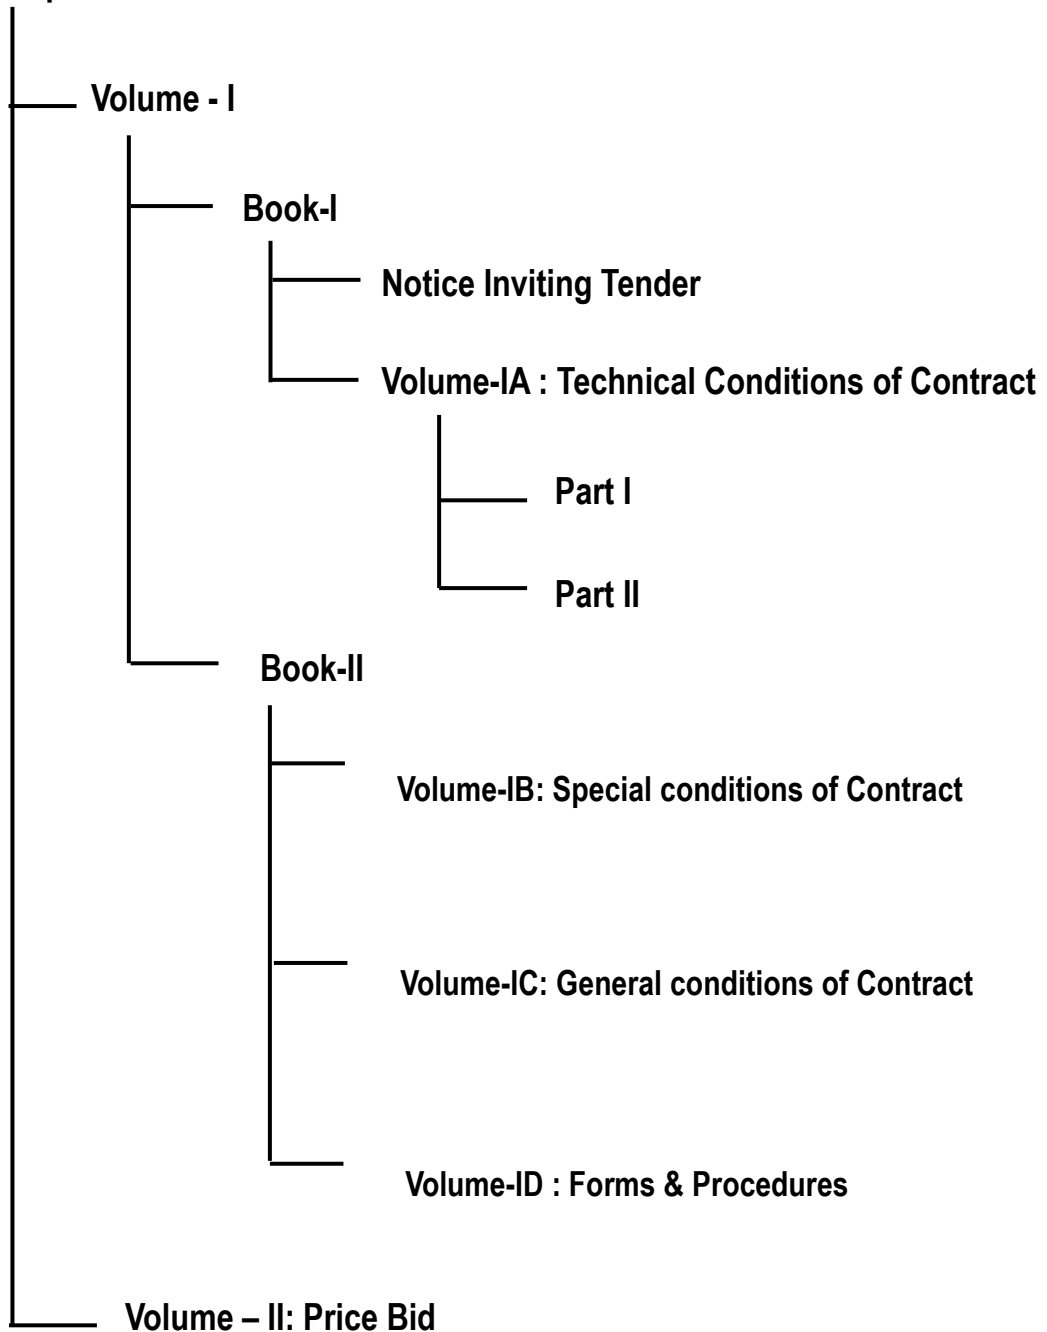 Volume - I
Book-I
Notice Inviting Tender
Volume-IA : Technical Conditions of Contract
Part I
Part II
Book-II
Volume-IB: Special conditions of Contract
Volume-IC: General conditions of Contract
Volume-ID : Forms & Procedures
Volume – II: Price Bid